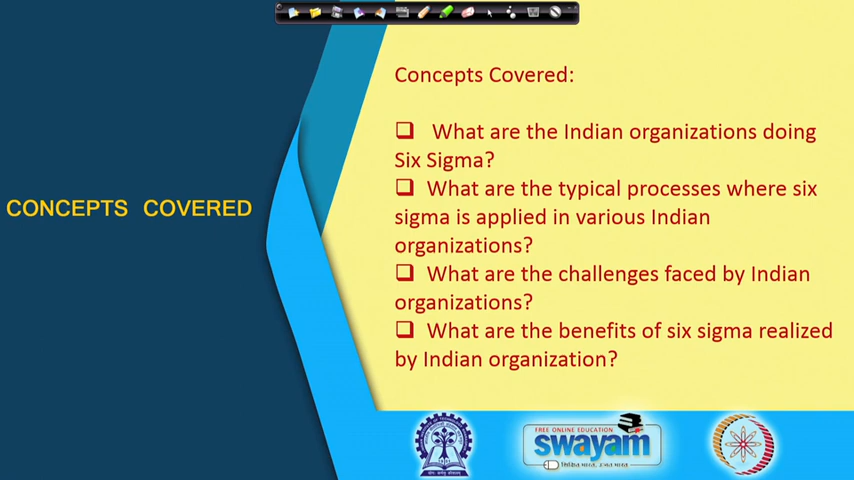 Concepts Covered:
What are the Indian organizations doing
Six Sigma?
What are the typical processes where six
sigma is applied in various Indian
organizations?
What are the challenges faced by Indian
organizations?
What are the benefits of six sigma realized
by Indian organization?
CONCEPTS COVERED
FREE ONLINE EDUCATION
swayam